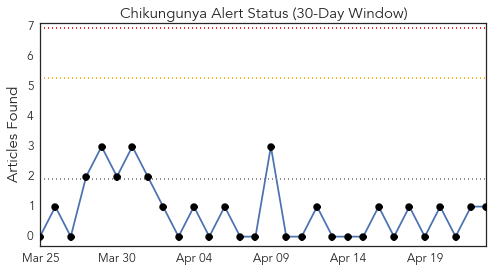 Chikungunya Alert Status (30-Day Window)
Articles Found
7
6
5
4
3
2
1
0
Mar 25 Mar 30 Apr 04 Apr 09 Apr 14 Apr 19